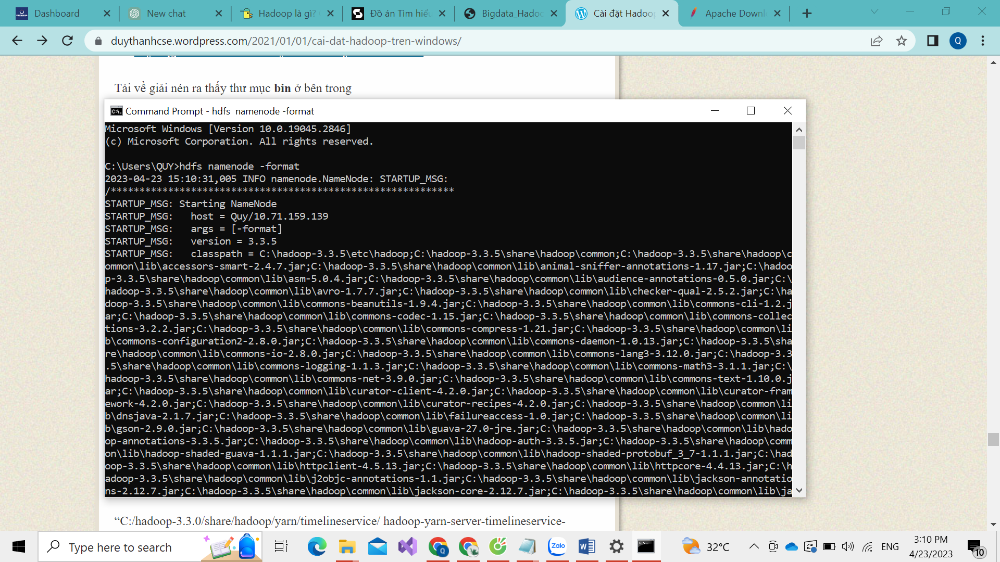 Dashboard
New chat
Hadoop là gì?
Đồ án Tìm hiểu
Bigdata_Hadoo
Cài đặt Hadoop
Apache Downl
duythanhcse.wordpress.com/2021/01/01/cai-dat-hadoop-tren-windows/
Q
Tải về giải nén ra thấy thư mục bin ở bên trong
Command Prompt - hdfs  namenode -format
Microsoft Windows [Version 10.0.19045.2846]
(c) Microsoft Corporation. All rights reserved.
C:\Users\QUY>hdfs namenode -format
2023-04-23 15:10:31,005 INFO namenode.NameNode: STARTUP_MSG:
/************************************************************
STARTUP_MSG: Starting NameNode
STARTUP_MSG:   host = Quy/10.71.159.139
STARTUP_MSG:   args = [-format]
STARTUP_MSG:   version = 3.3.5
STARTUP_MSG:   classpath = C:\hadoop-3.3.5\etc\hadoop;C:\hadoop-3.3.5\share\hadoop\common;C:\hadoop-3.3.5\share\hadoop\c
ommon\lib\accessors-smart-2.4.7.jar;C:\hadoop-3.3.5\share\hadoop\common\lib\animal-sniffer-annotations-1.17.jar;C:\hadoo
p-3.3.5\share\hadoop\common\lib\asm-5.0.4.jar;C:\hadoop-3.3.5\share\hadoop\common\lib\audience-annotations-0.5.0.jar;C:\
hadoop-3.3.5\share\hadoop\common\lib\avro-1.7.7.jar;C:\hadoop-3.3.5\share\hadoop\common\lib\checker-qual-2.5.2.jar;C:\ha
doop-3.3.5\share\hadoop\common\lib\commons-beanutils-1.9.4.jar;C:\hadoop-3.3.5\share\hadoop\common\lib\commons-cli-1.2.j
ar;C:\hadoop-3.3.5\share\hadoop\common\lib\commons-codec-1.15.jar;C:\hadoop-3.3.5\share\hadoop\common\lib\commons-collec
tions-3.2.2.jar;C:\hadoop-3.3.5\share\hadoop\common\lib\commons-compress-1.21.jar;C:\hadoop-3.3.5\share\hadoop\common\li
b\commons-configuration2-2.8.0.jar;C:\hadoop-3.3.5\share\hadoop\common\lib\commons-daemon-1.0.13.jar;C:\hadoop-3.3.5\sha
re\hadoop\common\lib\commons-io-2.8.0.jar;C:\hadoop-3.3.5\share\hadoop\common\lib\commons-lang3-3.12.0.jar;C:\hadoop-3.3
.5\share\hadoop\common\lib\commons-logging-1.1.3.jar;C:\hadoop-3.3.5\share\hadoop\common\lib\commons-math3-3.1.1.jar;C:\
hadoop-3.3.5\share\hadoop\common\lib\commons-net-3.9.0.jar;C:\hadoop-3.3.5\share\hadoop\common\lib\commons-text-1.10.0.j
ar;C:\hadoop-3.3.5\share\hadoop\common\lib\curator-client-4.2.0.jar;C:\hadoop-3.3.5\share\hadoop\common\lib\curator-fram
ework-4.2.0.jar;C:\hadoop-3.3.5\share\hadoop\common\lib\curator-recipes-4.2.0.jar;C:\hadoop-3.3.5\share\hadoop\common\li
b\dnsjava-2.1.7.jar;C:\hadoop-3.3.5\share\hadoop\common\lib\failureaccess-1.0.jar;C:\hadoop-3.3.5\share\hadoop\common\li
b\gson-2.9.0.jar;C:\hadoop-3.3.5\share\hadoop\common\lib\guava-27.0-jre.jar;C:\hadoop-3.3.5\share\hadoop\common\lib\hado
op-annotations-3.3.5.jar;C:\hadoop-3.3.5\share\hadoop\common\lib\hadoop-auth-3.3.5.jar;C:\hadoop-3.3.5\share\hadoop\comm
on\lib\hadoop-shaded-guava-1.1.1.jar;C:\hadoop-3.3.5\share\hadoop\common\lib\hadoop-shaded-protobuf_3_7-1.1.1.jar;C:\had
oop-3.3.5\share\hadoop\common\lib\httpclient-4.5.13.jar;C:\hadoop-3.3.5\share\hadoop\common\lib\httpcore-4.4.13.jar;C:\h
adoop-3.3.5\share\hadoop\common\lib\j2objc-annotations-1.1.jar;C:\hadoop-3.3.5\share\hadoop\common\lib\jackson-annotatio
ns-2.12.7.jar;C:\hadoop-3.3.5\share\hadoop\common\lib\jackson-core-2.12.7.jar;C:\hadoop-3.3.5\share\hadoop\common\lib\ja
“C:/hadoop-3.3.0/share/hadoop/yarn/timelineservice/ hadoop-yarn-server-timelineservice-
Type here to search
Zalo
32°C
ENG
3:10 PM
4/23/2023
10